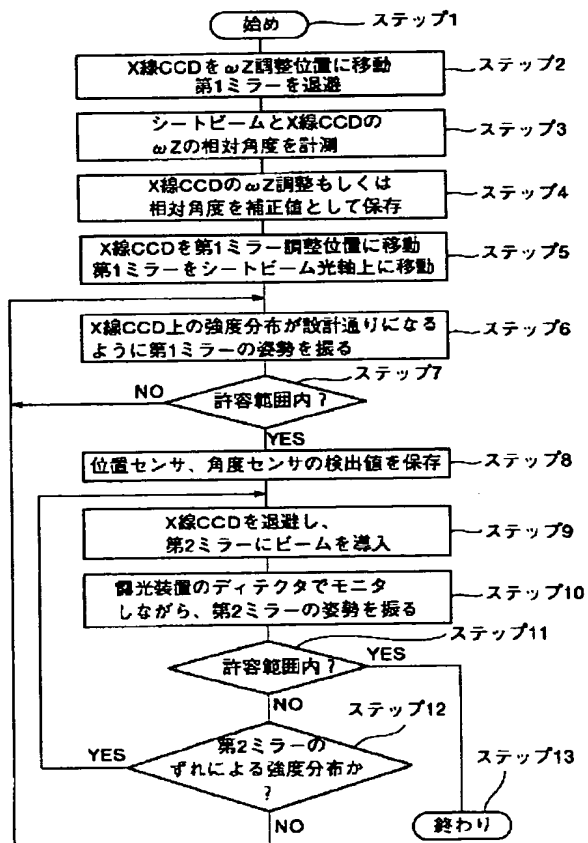 始め
ステップ1
X線CCDをωZ調整位置に移動
第1ミラーを退避
ステップ2
シートビームとX線CCDの
ωZの相対角度を計測
ステップ3
X線CCDのωZ調整もしくは
相対角度を補正値として保存
ステップ4
X線CCDを第1ミラー調整位置に移動
第1ミラーをシートビーム光軸上に移動
ステップ5
X線CCD上の強度分布が設計通りになる
ように第1ミラーの姿勢を振る
ステップ6
ステップ7
NO
許容範囲内?
YES
位置センサ、角度センサの検出値を保存
ステップ8
X線CCDを退避し、
第2ミラーにビームを導入
ステップ9
光装置のディテクタでモニタ
しながら、第2ミラーの姿勢を振る
ステップ10
ステップ11
許容範囲内?
YES
NO
ステップ12
YES
第2ミラーの
ずれによる強度分布か
?
NO
ステップ13
終わり